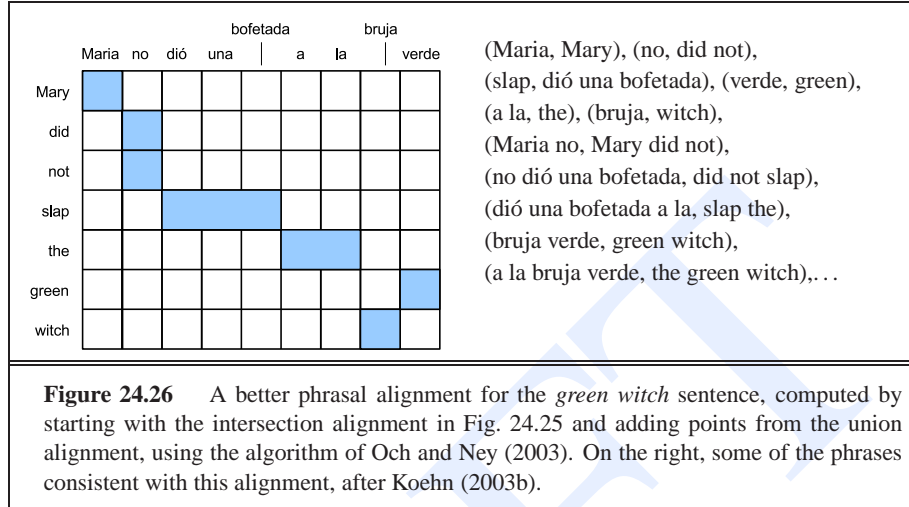 bofetada bruja
Maria no dió una a la verde
Mary
did
not
slap
the
green
witch
(Maria, Mary), (no, did not),
(slap, dió una bofetada), (verde, green),
(a la, the), (bruja, witch),
(Maria no, Mary did not),
(no dió una bofetada, did not slap),
(dió una bofetada a la, slap the),
(bruja verde, green witch),
(a la bruja verde, the green witch),...
Figure 24.26 A better phrasal alignment for the green witch sentence, computed by
starting with the intersection alignment in Fig. 24.25 and adding points from the union
alignment, using the algorithm of Och and Ney (2003). On the right, some of the phrases
consistent with this alignment, after Koehn (2003b).